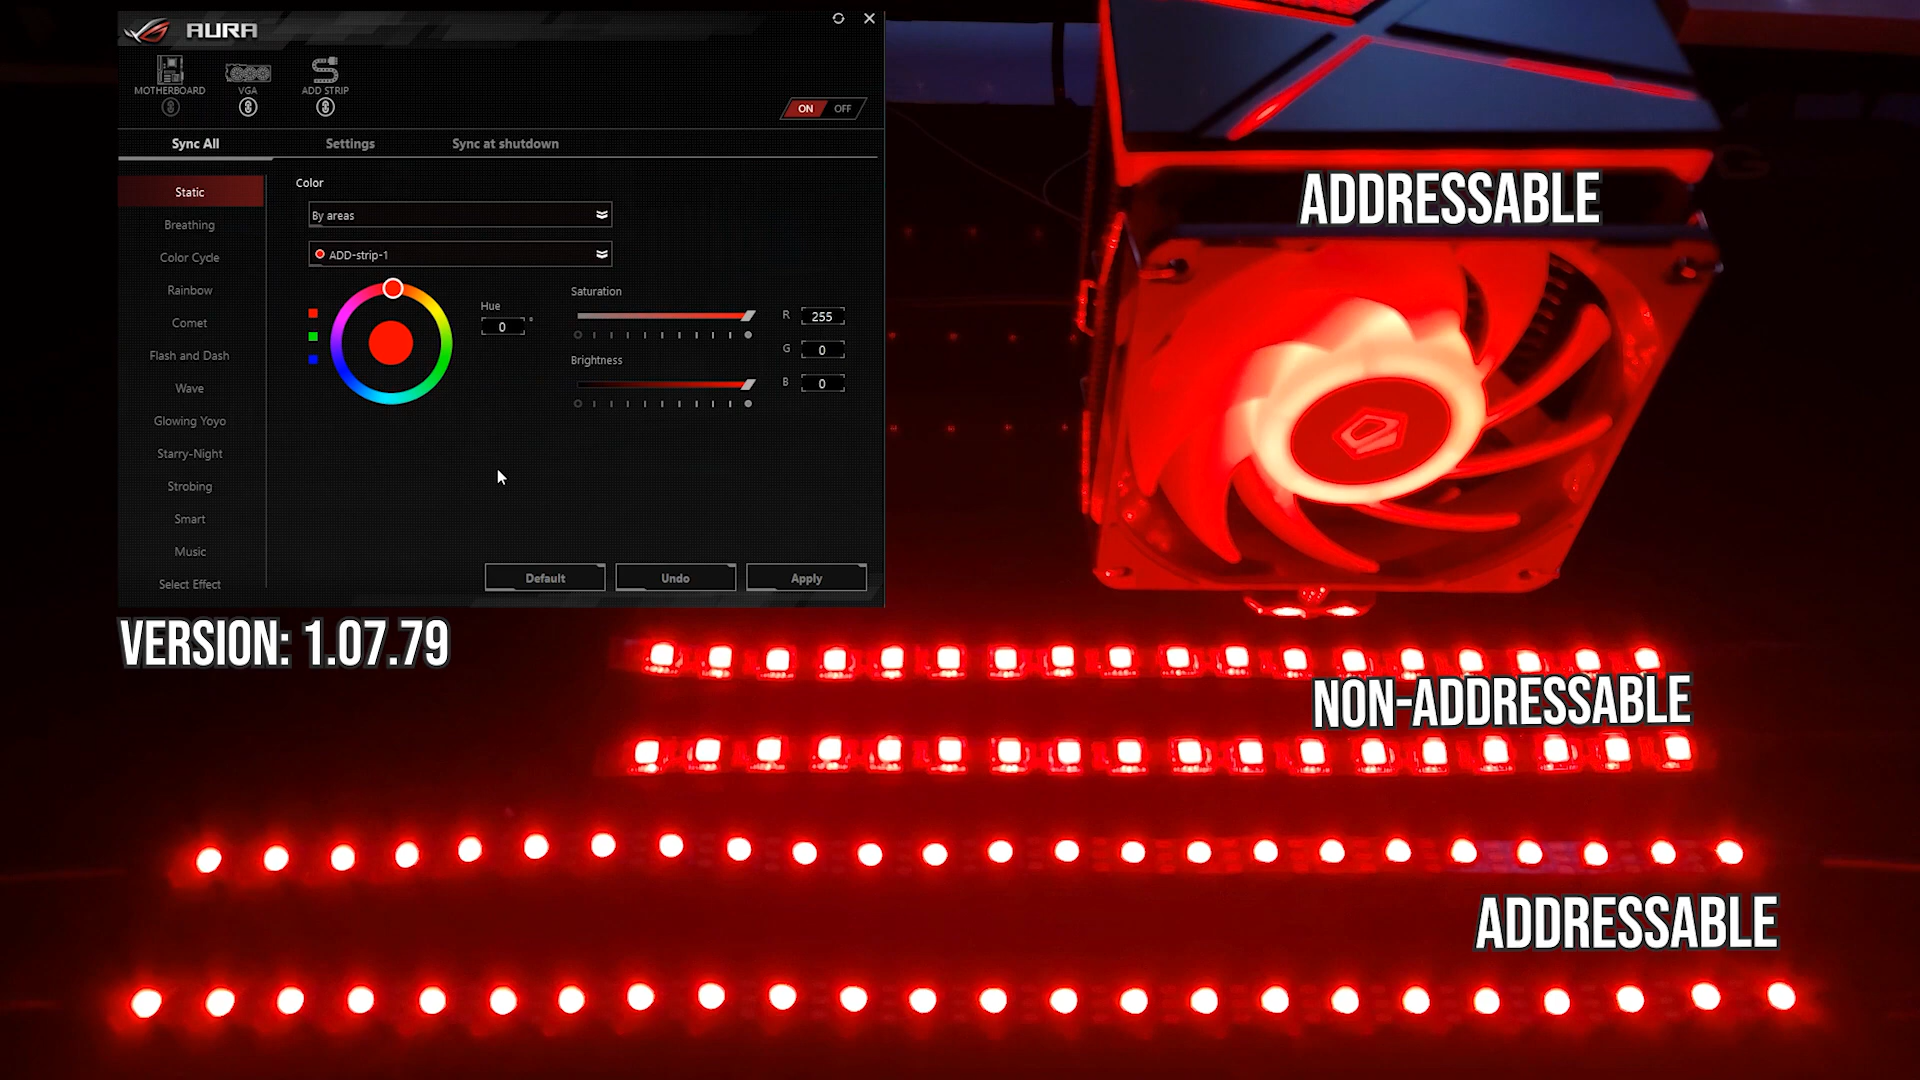 AURA
MOTHERBOARD VGA ADD STRIP
ON OFF
Sync All Settings Sync at shutdown
Static
Breathing
Color Cycle
Rainbow
Comet
Flash and Dash
Wave
Glowing Yoyo
Starry-Night
Strobing
Smart
Music
Select Effect
Color
By areas
ADD-strip-1
Hue
0 °
Saturation
Brightness
R 255
G 0
B 0
Default Undo Apply
VERSION: 1.07.79
ADDRESSABLE
NON-ADDRESSABLE
ADDRESSABLE